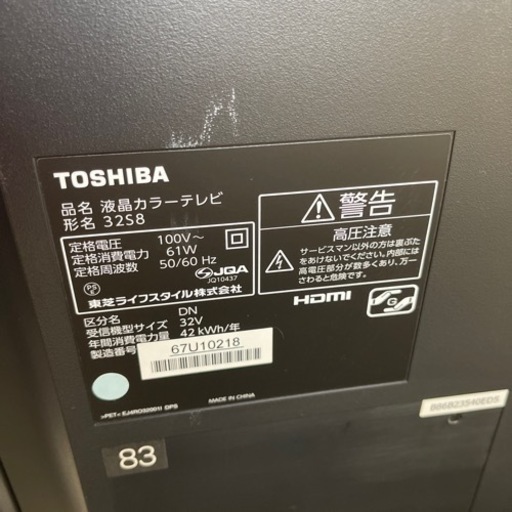 TOSHIBA
品名 液晶カラーテレビ
形名 32S8
定格電圧 100V～
定格消費電力 61W
定格周波数 50/60 Hz
PS
E
JQA
JQ10437
東芝ライフスタイル株式会社
区分名 DN
受信機型サイズ 32V
年間消費電力量 42 kWh/年
製造番号 67U10218
警告
高圧注意
サービスマン以外の方は裏ぶた
をあけないでください。内部には
高電圧部分が数多くあり、万一
さわると危険です。
HDMI
G
>PET< EJ4RO32001I DPS
MADE IN CHINA
B86B23540EDS
83